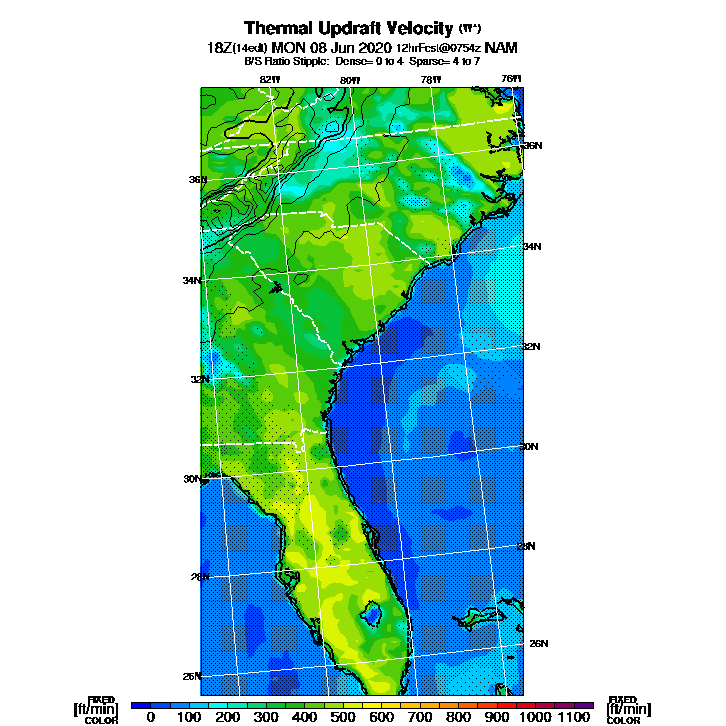 Thermal Updraft Velocity (W*)
18Z(14edt) MON 08 Jun 2020 12hrFcst@0754z NAM
B/S Ratio Stipple: Dense= 0 to 4 Sparse= 4 to 7
82W 80W 78W 76W
36N
36N
34N
34N
32N
32N
30N
30N
28N
28N
26N
26N
FIXED
[ft/min]
COLOR
0 100 200 300 400 500 600 700 800 900 1000 1100
FIXED
[ft/min]
COLOR